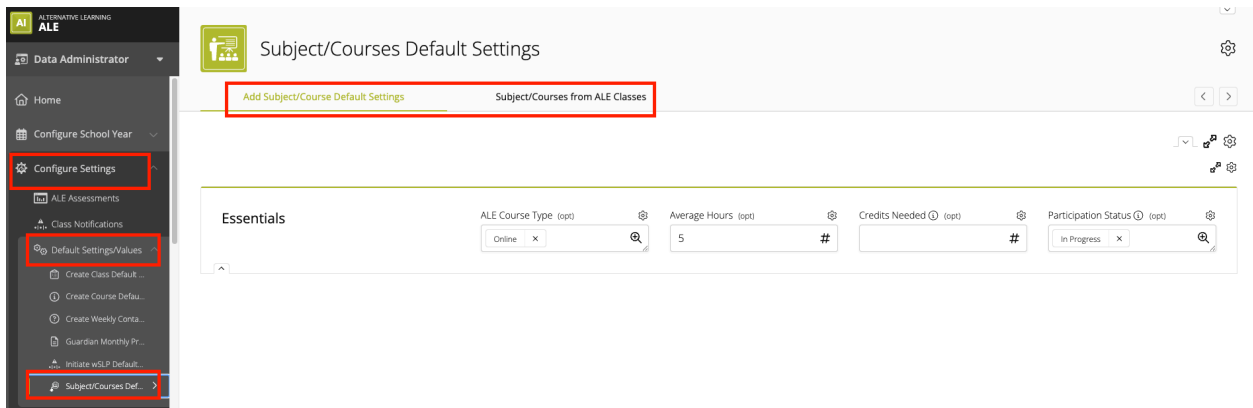 AI
ALTERNATIVE LEARNING
ALE
Data Administrator
Home
Configure School Year
Configure Settings
ALE Assessments
Class Notifications
Default Settings/Values
Create Class Default ...
Create Course Defau...
Create Weekly Conta...
Guardian Monthly Pr...
Initiate wSLP Default...
Subject/Courses Def...
Subject/Courses Default Settings
Add Subject/Course Default Settings Subject/Courses from ALE Classes
Essentials
ALE Course Type (opt) Average Hours (opt) Credits Needed (opt) Participation Status (opt)
Online × 5 # # In Progress ×